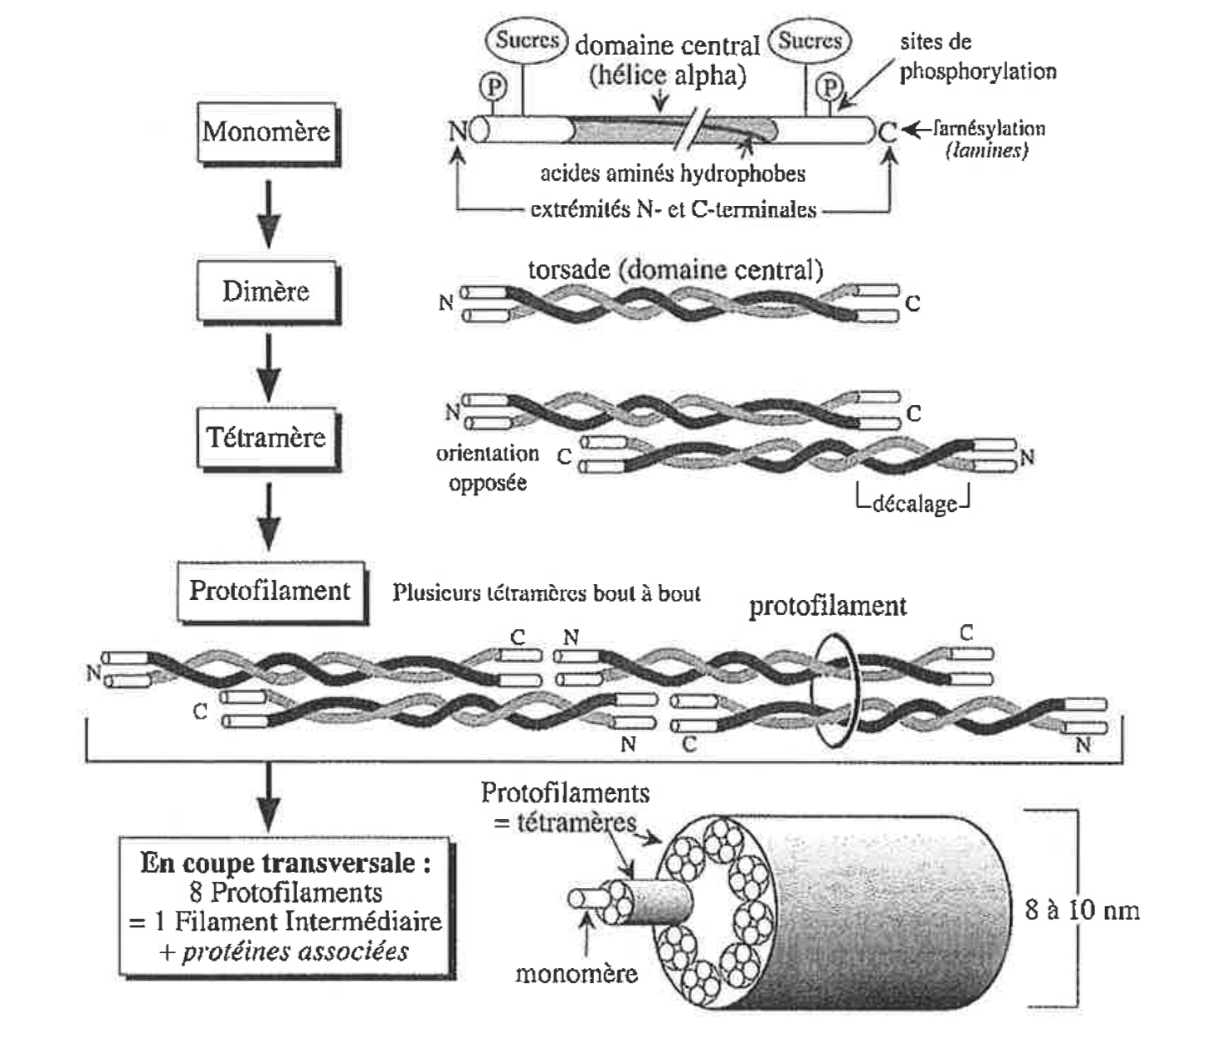 Sucres
domaine central
(hélice alpha)
Sucres
sites de
phosphorylation
P
P
Monomère
N
C
farnésylation
(lamines)
acides aminés hydrophobes
extrémités N- et C-terminales
torsade (domaine central)
Dimère
N
C
Tétramère
N
C
orientation
opposée
C
N
décalage
Protofilament
Plusieurs tétramères bout à bout
protofilament
N
C
N
C
C
N
C
N
Protofilaments
= tétramères
En coupe transversale :
8 Protofilaments
= 1 Filament Intermédiaire
+ protéines associées
monomère
8 à 10 nm